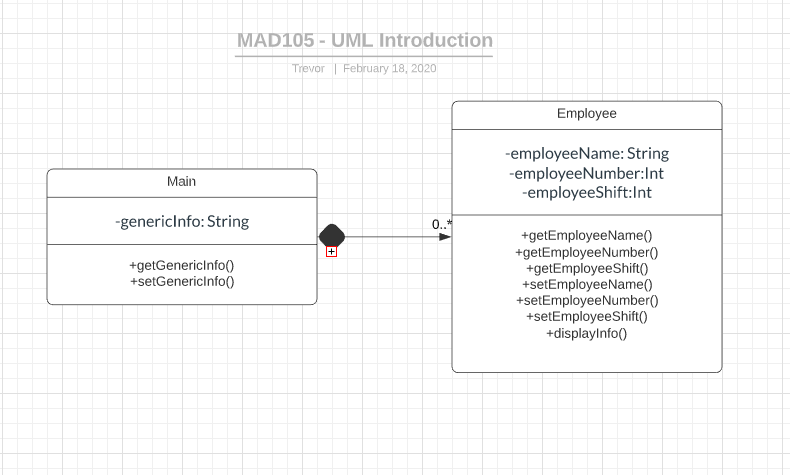 MAD105 - UML Introduction
Trevor | February 18, 2020
Employee
-employeeName: String
-employeeNumber:Int
-employeeShift:Int
Main
-genericInfo: String
0..*
+
+getEmployeeName()
+getEmployeeNumber()
+getEmployeeShift()
+setEmployeeName()
+setEmployeeNumber()
+setEmployeeShift()
+displayInfo()
+getGenericInfo()
+setGenericInfo()